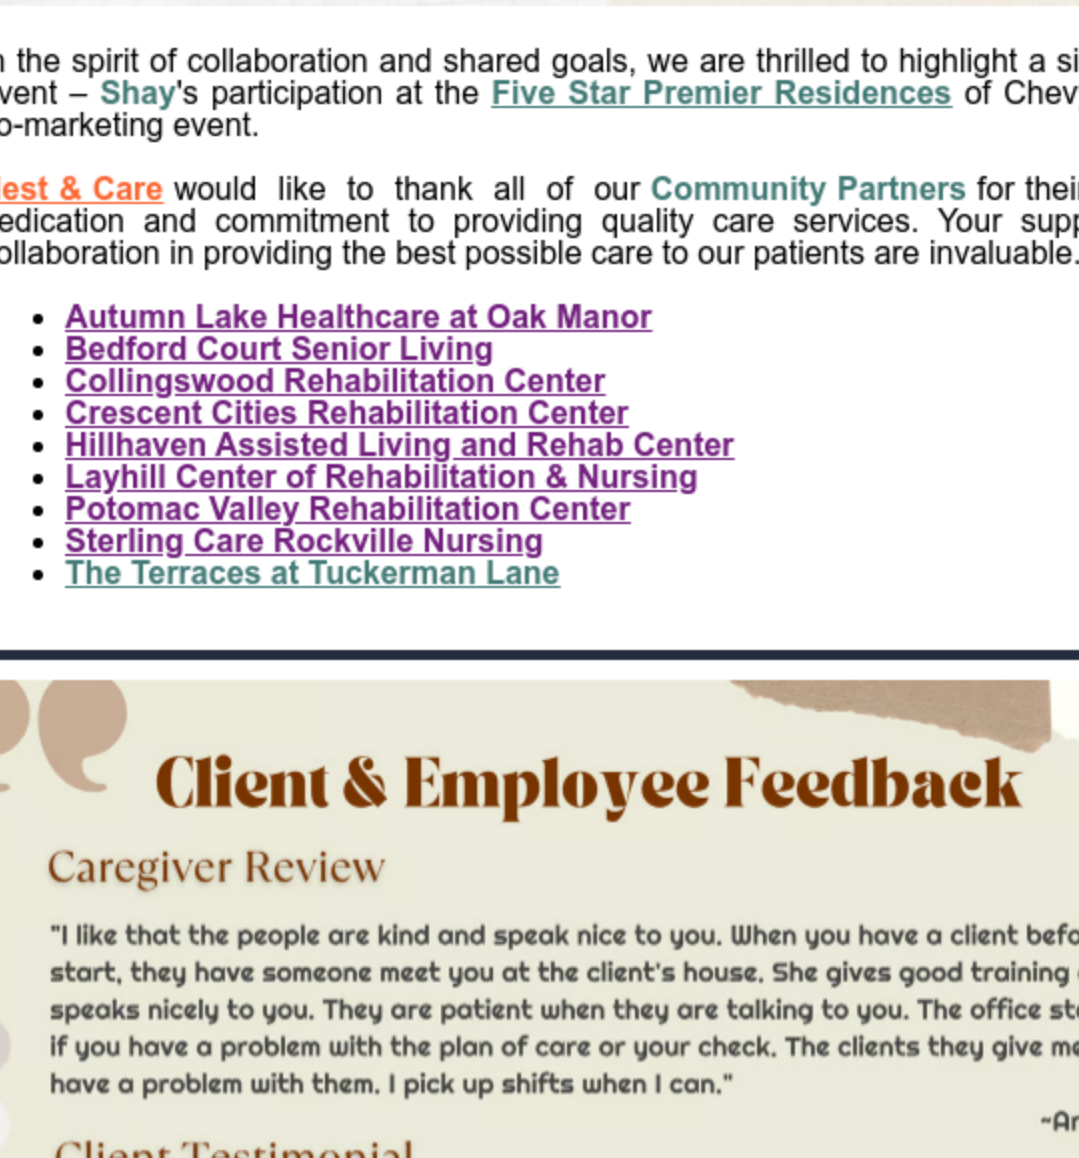 the spirit of collaboration and shared goals, we are thrilled to highlight a
– Shay's participation at the Five Star Premier Residences of
marketing event.
& Care would like to thank all of our Community Partners for
and commitment to providing quality care services. Your
in providing the best possible care to our patients are invaluable.
Autumn Lake Healthcare at Oak Manor
Bedford Court Senior Living
Collingswood Rehabilitation Center
Crescent Cities Rehabilitation Center
Hillhaven Assisted Living and Rehab Center
Layhill Center of Rehabilitation & Nursing
Potomac Valley Rehabilitation Center
Sterling Care Rockville Nursing
The Terraces at Tuckerman Lane
Client & Employee Feedback
Caregiver Review
"I like that the people are kind and speak nice to you. When you have a client
start, they have someone meet you at the client's house. She gives good training
speaks nicely to you. They are patient when they are talking to you. The office
if you have a problem with the plan of care or your check. The clients they give
have a problem with them. I pick up shifts when I can."
Client Testimonial